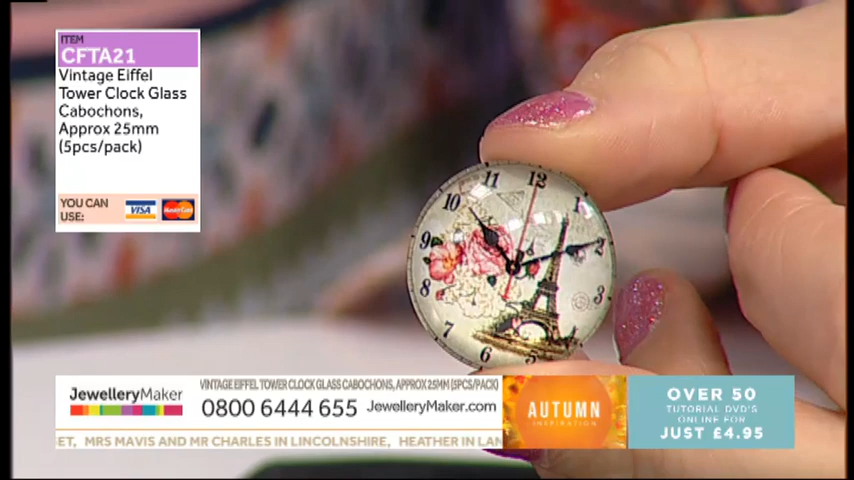 ITEM
CFTA21
Vintage Eiffel
Tower Clock Glass
Cabochons,
Approx 25mm
(5pcs/pack)
YOU CAN
USE:
VISA
MasterCard
12
1
2
3
5
6
7
8
9
10
11
JewelleryMaker
VINTAGE EIFFEL TOWER CLOCK GLASS CABOCHONS, APPROX 25MM (5PCS/PACK)
0800 6444 655 JewelleryMaker.com
AUTUMN
INSPIRATION
OVER 50
TUTORIAL DVD'S
ONLINE FOR
JUST £4.95
ET, MRS MAVIS AND MR CHARLES IN LINCOLNSHIRE, HEATHER IN LAN